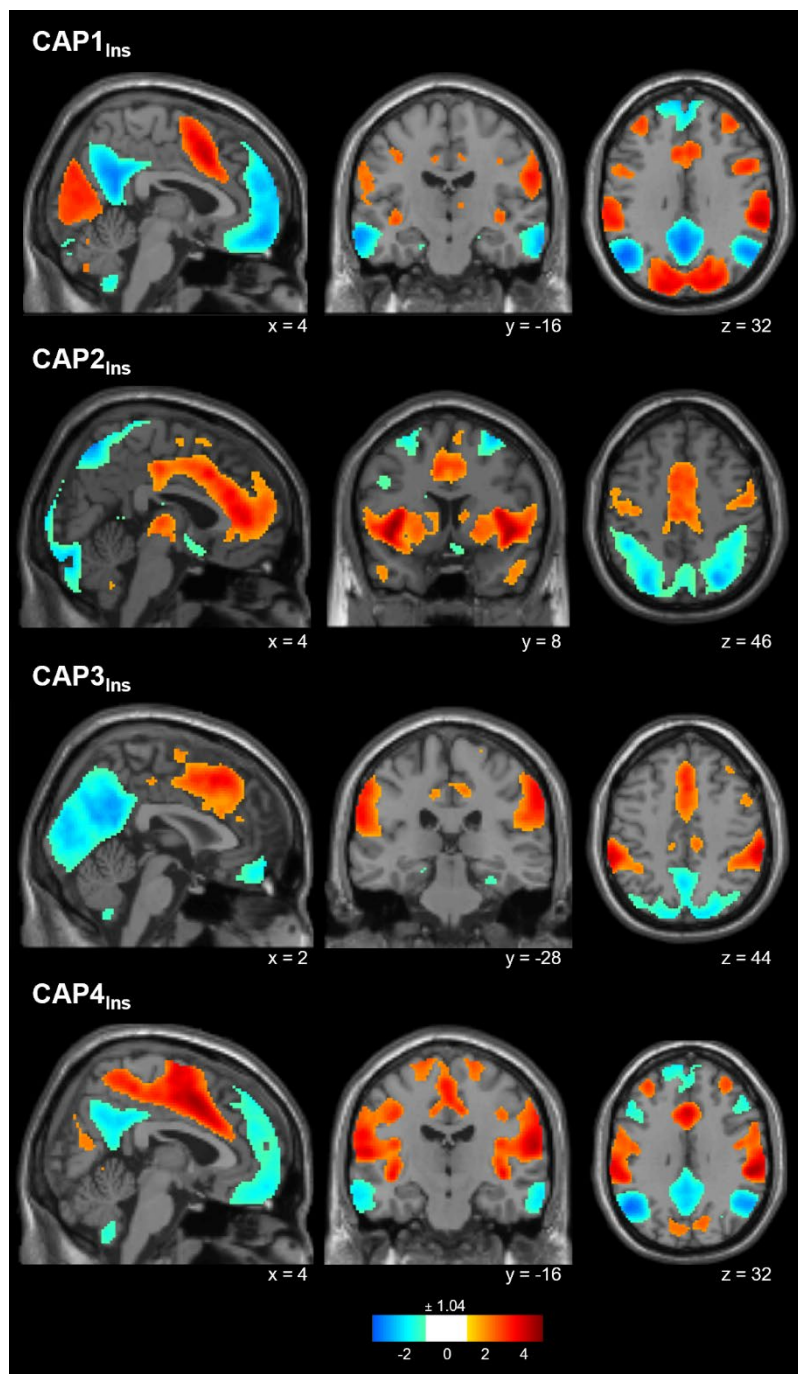 CAP1Ins
x = 4 y = -16 z = 32
CAP2Ins
x = 4 y = 8 z = 46
CAP3Ins
x = 2 y = -28 z = 44
CAP4Ins
x = 4 y = -16 z = 32
± 1.04
-2 0 2 4